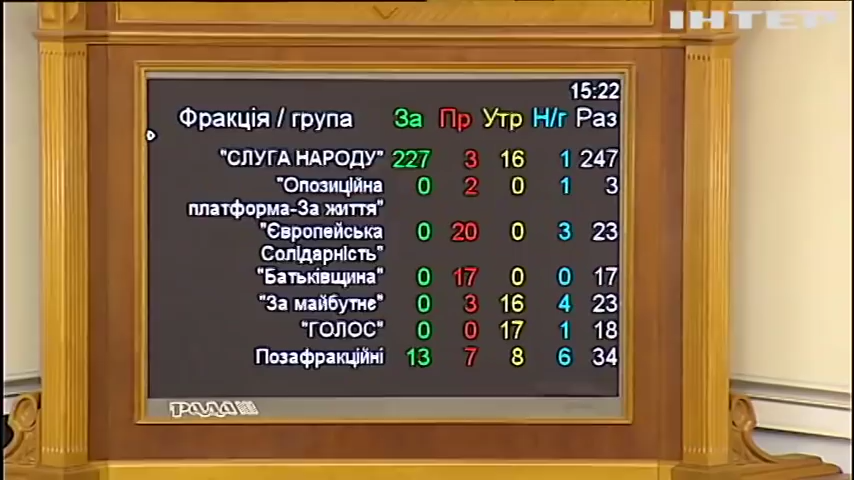 ІНТЕР
15:22
Фракція / група За Пр Утр Н/г Раз
"СЛУГА НАРОДУ" 227 3 16 1 247
"Опозиційна 0 2 0 1 3
платформа-За життя"
"Європейська 0 20 0 3 23
Солідарність"
"Батьківщина" 0 17 0 0 17
"За майбутнє" 0 3 16 4 23
"ГОЛОС" 0 0 17 1 18
Позафракційні 13 7 8 6 34
РАДА